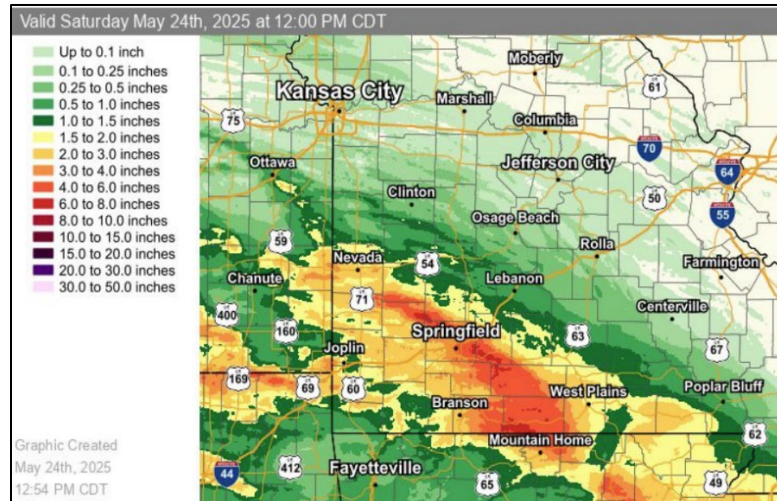 Valid Saturday May 24th, 2025 at 12:00 PM CDT
Up to 0.1 inch
0.1 to 0.25 inches
0.25 to 0.5 inches
0.5 to 1.0 inches
1.0 to 1.5 inches
1.5 to 2.0 inches
2.0 to 3.0 inches
3.0 to 4.0 inches
4.0 to 6.0 inches
6.0 to 8.0 inches
8.0 to 10.0 inches
10.0 to 15.0 inches
15.0 to 20.0 inches
20.0 to 30.0 inches
30.0 to 50.0 inches
Graphic Created
May 24th, 2025
12:54 PM CDT
Moberly
Kansas City
61
Marshall
75
Columbia
70
Ottawa
Jefferson City
64
Clinton
50
Osage Beach
55
59
Rolla
Nevada
54
Farmington
Chanute
71
Lebanon
400
Centerville
160
Springfield
63
Joplin
67
169
69
60
West Plains
Poplar Bluff
Branson
62
Mountain Home
44
412
Fayetteville
65
49